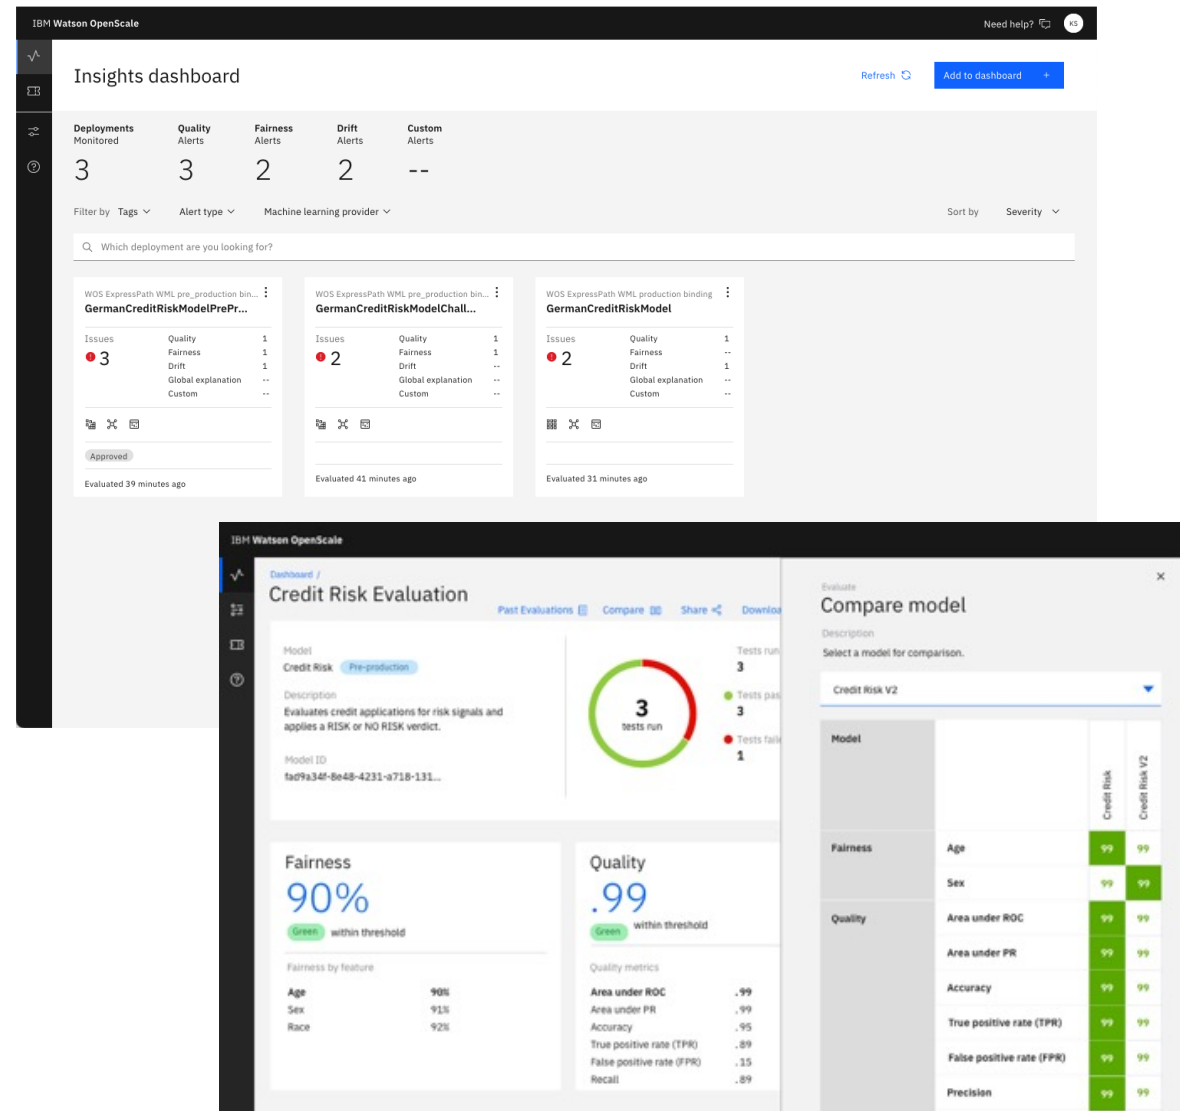 IBM Watson OpenScale
Need help?
KS
Insights dashboard
Refresh
Add to dashboard +
Deployments
Monitored
3
Quality
Alerts
3
Fairness
Alerts
2
Drift
Alerts
2
Custom
Alerts
--
Filter by Tags
Alert type
Machine learning provider
Sort by
Severity
Which deployment are you looking for?
WOS ExpressPath WML pre_production bin...
GermanCreditRiskModelPrePr...
Issues
3
Quality 1
Fairness 1
Drift 1
Global explanation --
Custom --
Approved
Evaluated 39 minutes ago
WOS ExpressPath WML pre_production bin...
GermanCreditRiskModelChall...
Issues
2
Quality 1
Fairness 1
Drift --
Global explanation --
Custom --
Evaluated 41 minutes ago
WOS ExpressPath WML production binding
GermanCreditRiskModel
Issues
2
Quality 1
Fairness --
Drift 1
Global explanation --
Custom --
Evaluated 31 minutes ago
IBM Watson OpenScale
Dashboard /
Credit Risk Evaluation
Past Evaluations
Compare
Share
Downloa
Model
Credit Risk Pre-production
Description
Evaluates credit applications for risk signals and
applies a RISK or NO RISK verdict.
Model ID
fad9a34f-8e48-4231-a718-131...
3
tests run
Tests run
3
Tests pas
3
Tests faile
1
Fairness
90%
Green within threshold
Fairness by feature
Age 90%
Sex 91%
Race 92%
Quality
.99
Green within threshold
Quality metrics
Area under ROC .99
Area under PR .99
Accuracy .95
True positive rate (TPR) .89
False positive rate (FPR) .15
Recall .89
Evaluate
Compare model
Description
Select a model for comparison.
Credit Risk V2
Model
Credit Risk
Credit Risk V2
Fairness
Age 99 99
Sex 99 99
Quality
Area under ROC 99 99
Area under PR 99 99
Accuracy 99 99
True positive rate (TPR) 99 99
False positive rate (FPR) 99 99
Precision 99 99